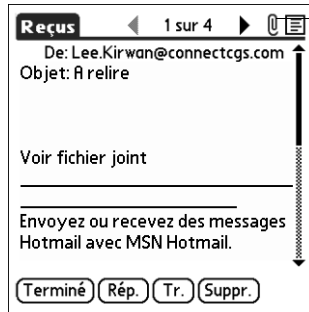 Reçus 1 sur 4
De: Lee.Kirwan@connectcgs.com
Objet: A relire
Voir fichier joint
Envoyez ou recevez des messages
Hotmail avec MSN Hotmail.
Terminé Rép. Tr. Suppr.